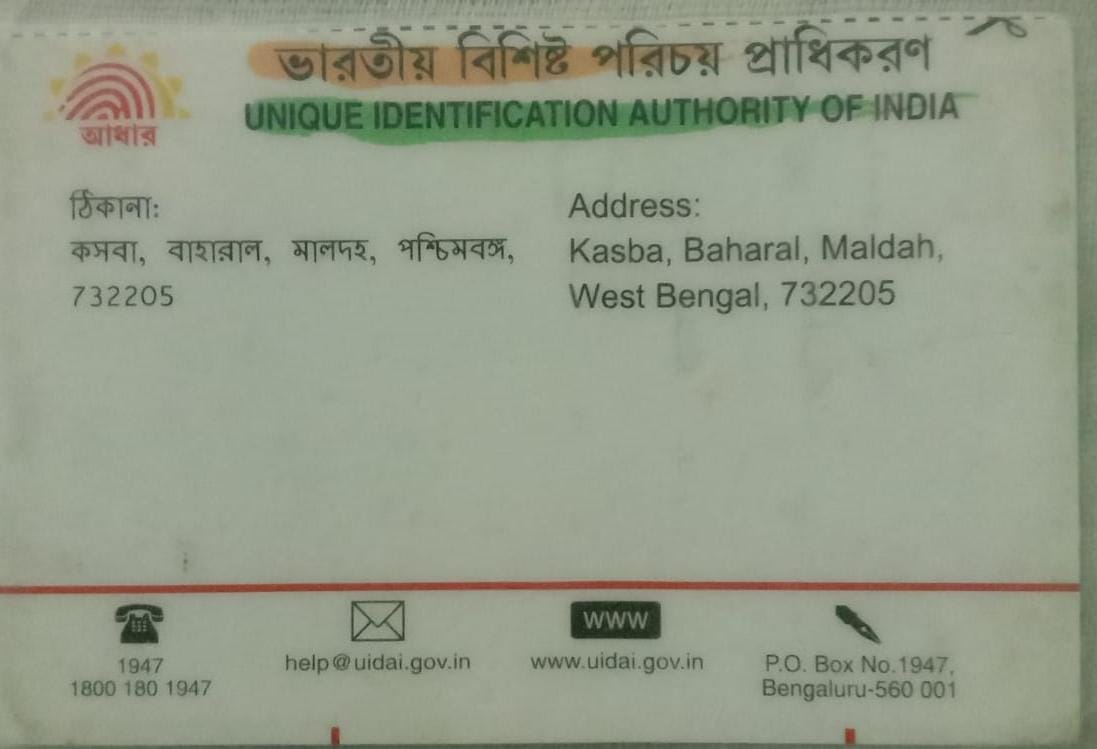 ভারতীয় বিশিষ্ট পরিচয় প্রাধিকরণ
UNIQUE IDENTIFICATION AUTHORITY OF INDIA
আধার
ঠিকানা:
কসবা, বাহারাল, মালদহ, পশ্চিমবঙ্গ,
732205
Address:
Kasba, Baharal, Maldah,
West Bengal, 732205
1947
1800 180 1947
help@uidai.gov.in
WWW
www.uidai.gov.in
P.O. Box No.1947,
Bengaluru-560 001